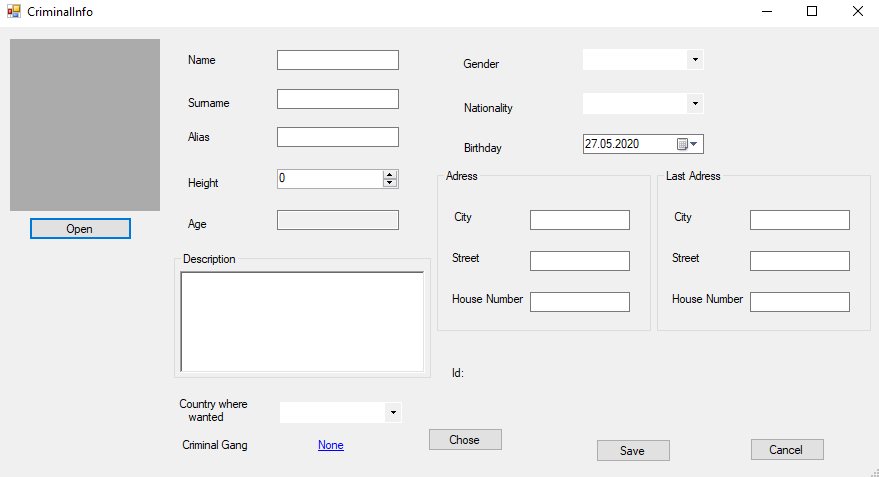 CriminalInfo
Name
Gender
Surname
Nationality
Alias
Birthday
27.05.2020
Height
0
Adress
Last Adress
Age
City
City
Open
Street
Street
Description
House Number
House Number
Id:
Country where
wanted
Criminal Gang
None
Chose
Save
Cancel